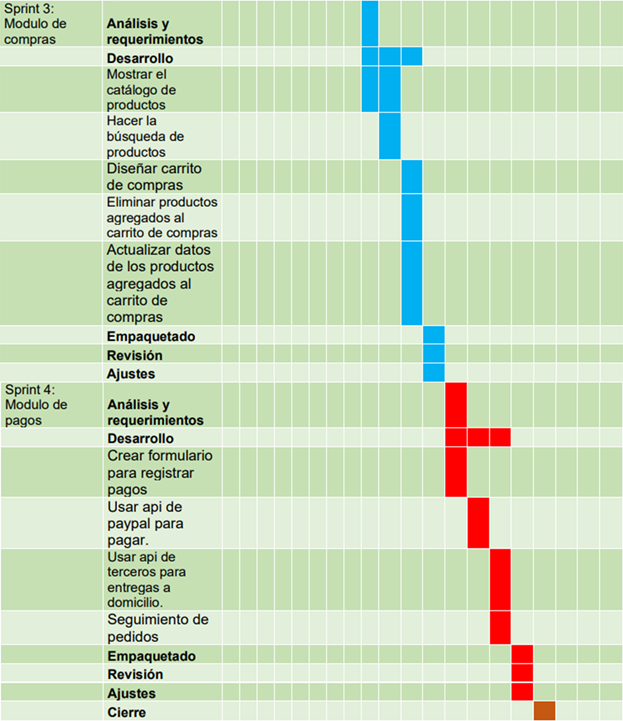 Sprint 3:
Modulo de
compras
Análisis y
requerimientos
Desarrollo
Mostrar el
catálogo de
productos
Hacer la
búsqueda de
productos
Diseñar carrito
de compras
Eliminar productos
agregados al
carrito de compras
Actualizar datos
de los productos
agregados al
carrito de
compras
Empaquetado
Revisión
Ajustes
Sprint 4:
Modulo de
pagos
Análisis y
requerimientos
Desarrollo
Crear formulario
para registrar
pagos
Usar api de
paypal para
pagar.
Usar api de
terceros para
entregas a
domicilio.
Seguimiento de
pedidos
Empaquetado
Revisión
Ajustes
Cierre